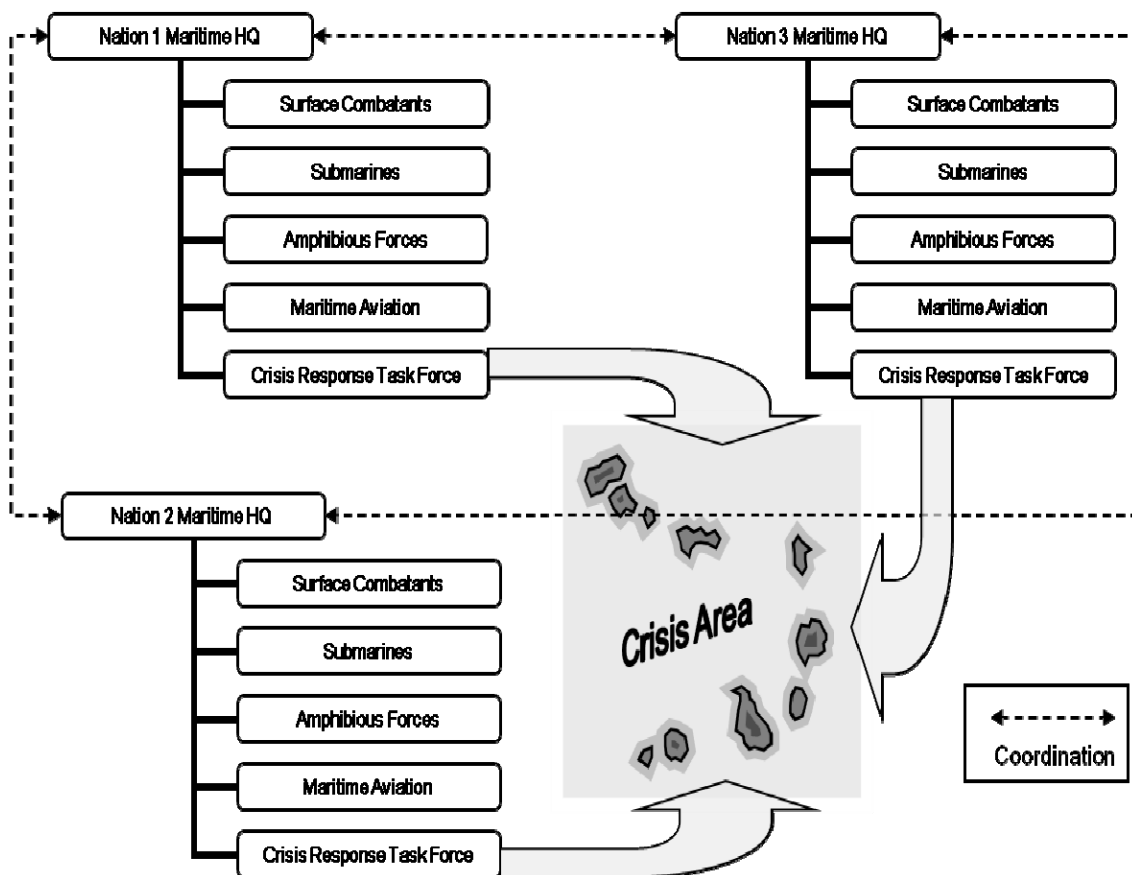 Nation 1 Maritime HQ
Surface Combatants
Submarines
Amphibious Forces
Maritime Aviation
Crisis Response Task Force
Nation 3 Maritime HQ
Surface Combatants
Submarines
Amphibious Forces
Maritime Aviation
Crisis Response Task Force
Nation 2 Maritime HQ
Surface Combatants
Submarines
Amphibious Forces
Maritime Aviation
Crisis Response Task Force
Crisis Area
Coordination